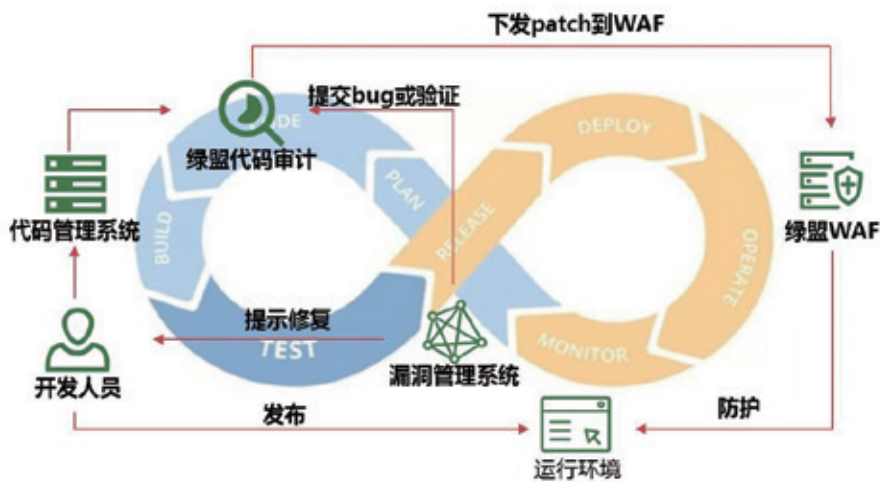 下发patch到WAF
提交bug或验证
DEPLOY
绿盟代码审计
PLAN
代码管理系统
BUILD
RELEASE
绿盟WAF
OPERATE
提示修复
TEST
MONITOR
开发人员
漏洞管理系统
发布
防护
运行环境